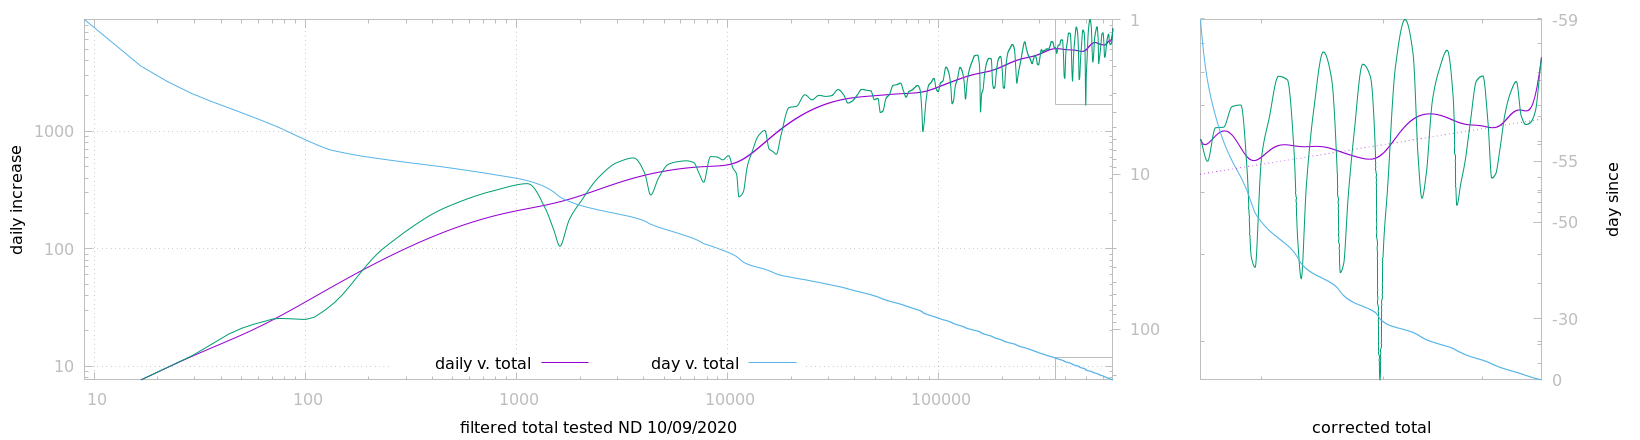 daily increase
1000
100
10
10
100
1000
10000
100000
filtered total tested ND 10/09/2020
daily v. total
day v. total
1
10
100
-59
-55
-50
-30
0
day since
corrected total